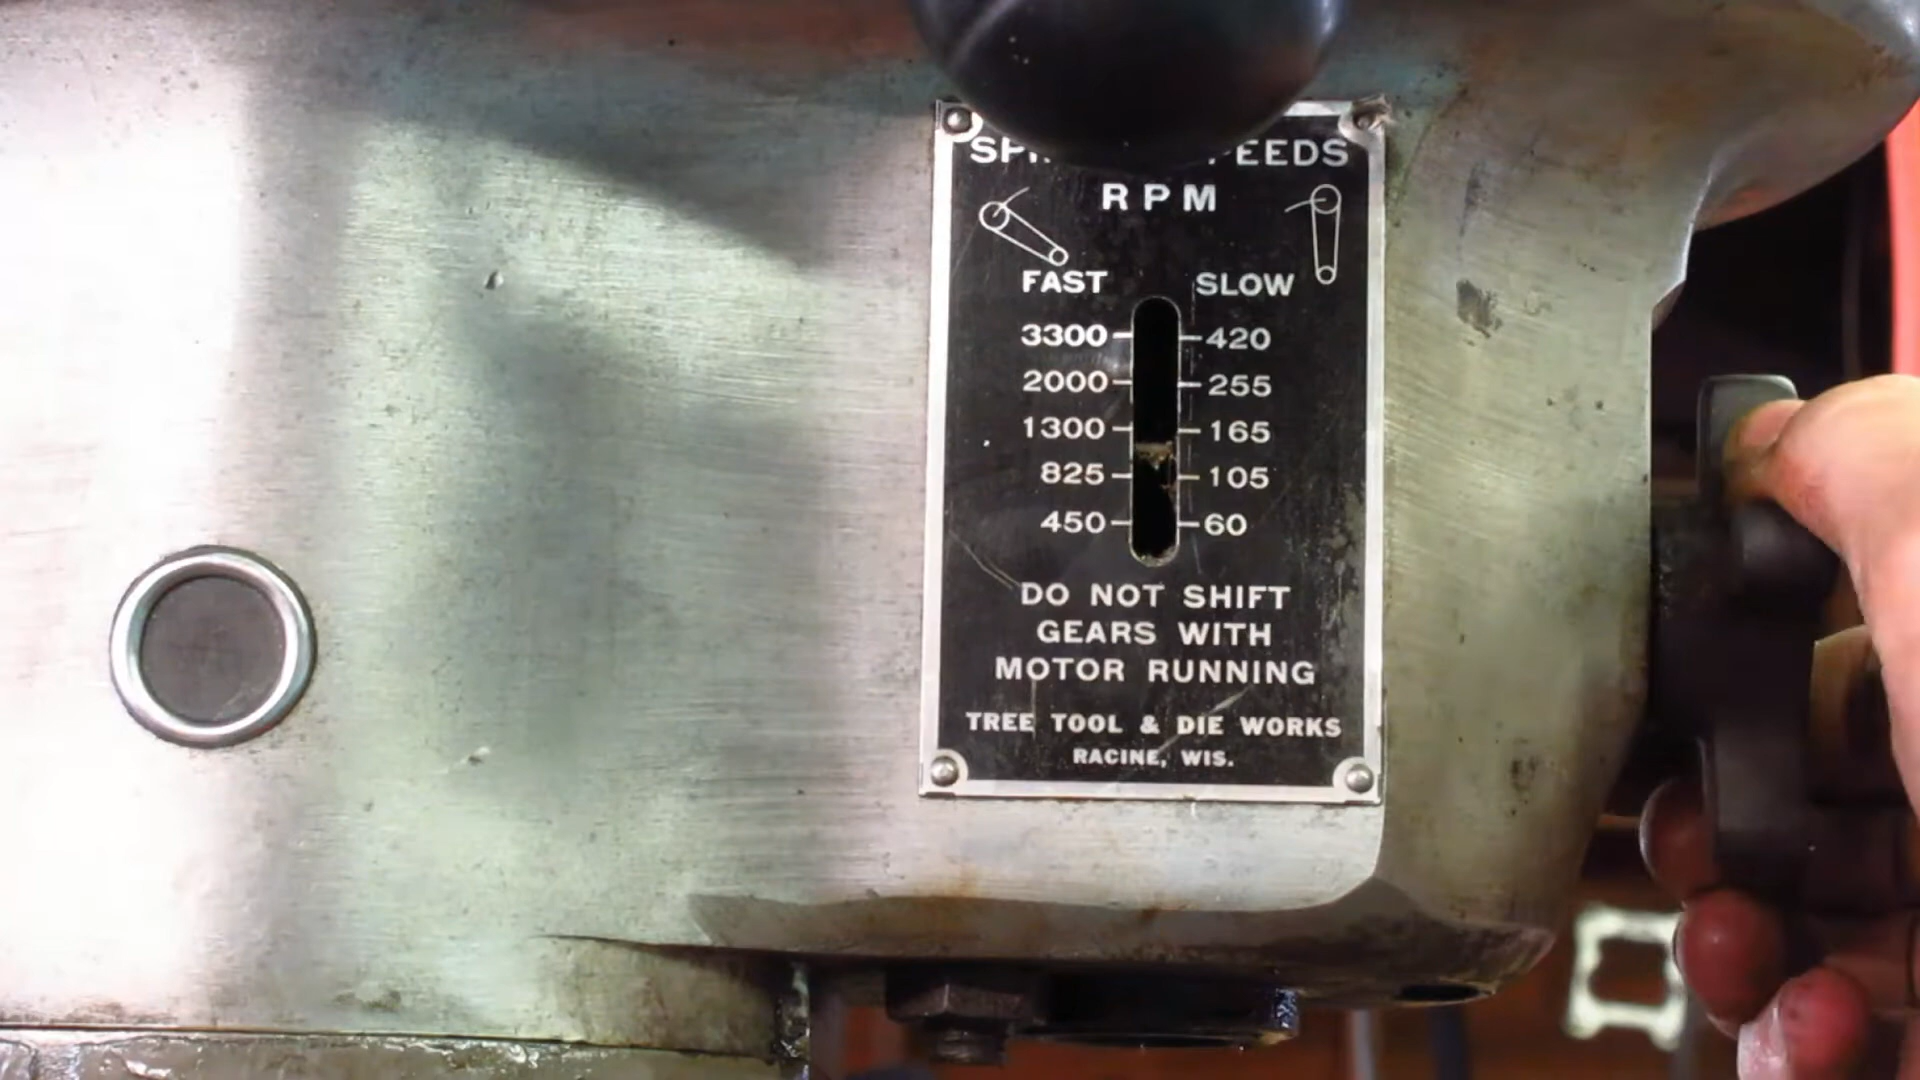 RPM
FAST SLOW
3300 420
2000 255
1300 165
825 105
450 60
DO NOT SHIFT
GEARS WITH
MOTOR RUNNING
TREE TOOL & DIE WORKS
RACINE, WIS.